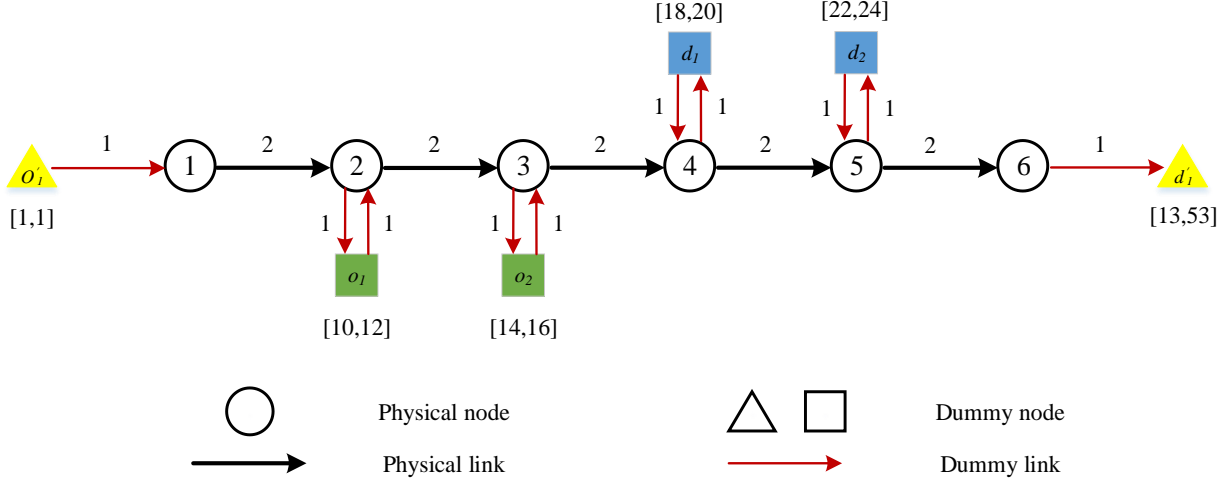 [18,20] [22,24]
d1 d2
1 1 1 1
1 2 2 2 2 2 1
O'1 1 2 3 4 5 6 d'1
[1,1] [13,53]
1 1 1 1
o1 o2
[10,12] [14,16]
Physical node Dummy node
Physical link Dummy link